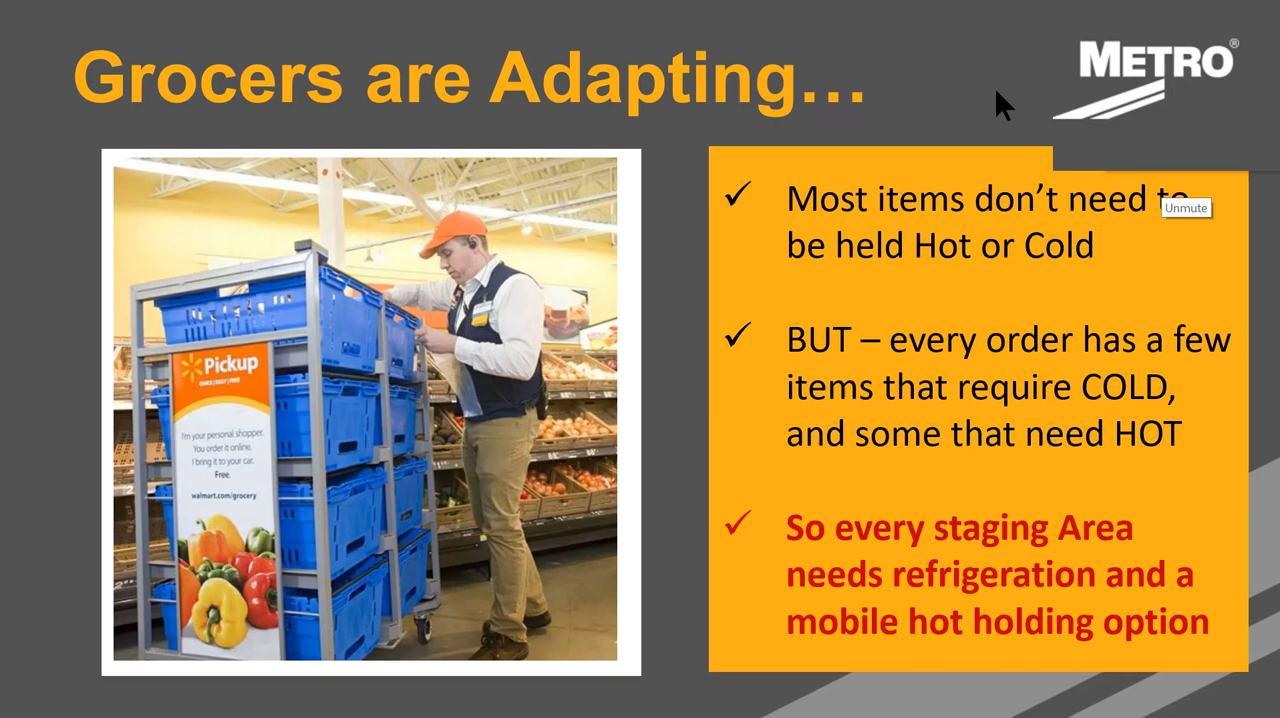 Grocers are Adapting…
METRO®
✓ Most items don’t need to
be held Hot or Cold
Unmute
✓ BUT – every order has a few
items that require COLD,
and some that need HOT
✓ So every staging Area
needs refrigeration and a
mobile hot holding option
Pickup
QUICK | EASY | FREE
I'm your personal shopper.
You order it online.
I bring it to your car.
Free.
walmart.com/grocery